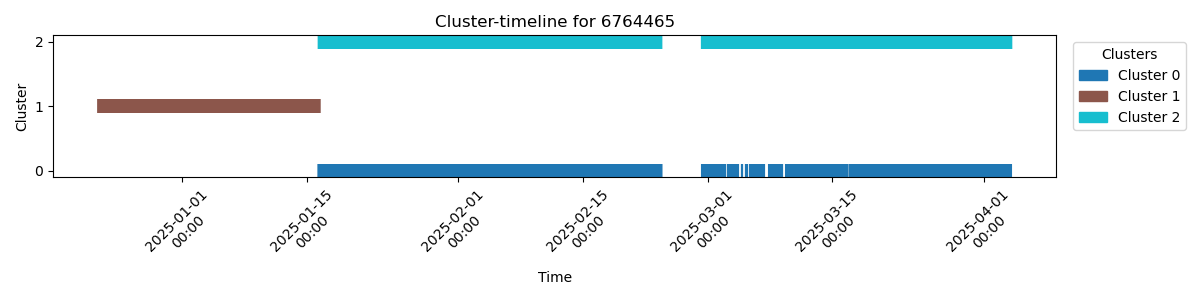 Cluster-timeline for 6764465
Cluster
2
1
0
2025-01-01
00:00
2025-01-15
00:00
2025-02-01
00:00
2025-02-15
00:00
2025-03-01
00:00
2025-03-15
00:00
2025-04-01
00:00
Time
Clusters
Cluster 0
Cluster 1
Cluster 2